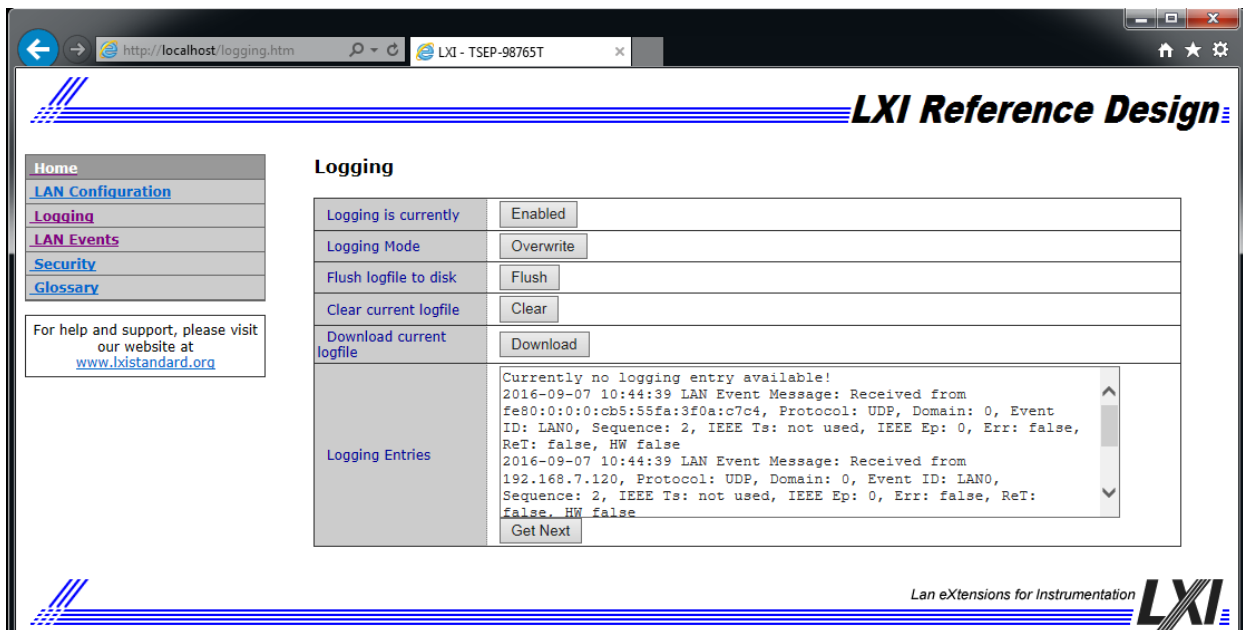 http://localhost/logging.htm
LXI - TSEP-98765T
LXI Reference Design
Home
LAN Configuration
Logging
LAN Events
Security
Glossary
For help and support, please visit
our website at
www.lxistandard.org
Logging
Logging is currently
Enabled
Logging Mode
Overwrite
Flush logfile to disk
Flush
Clear current logfile
Clear
Download current
logfile
Download
Logging Entries
Currently no logging entry available!
2016-09-07 10:44:39 LAN Event Message: Received from
fe80:0:0:0:cb5:55fa:3f0a:c7c4, Protocol: UDP, Domain: 0, Event
ID: LAN0, Sequence: 2, IEEE Ts: not used, IEEE Ep: 0, Err: false,
ReT: false, HW false
2016-09-07 10:44:39 LAN Event Message: Received from
192.168.7.120, Protocol: UDP, Domain: 0, Event ID: LAN0,
Sequence: 2, IEEE Ts: not used, IEEE Ep: 0, Err: false, ReT:
false, HW false
Get Next
Lan eXtensions for Instrumentation
LXI